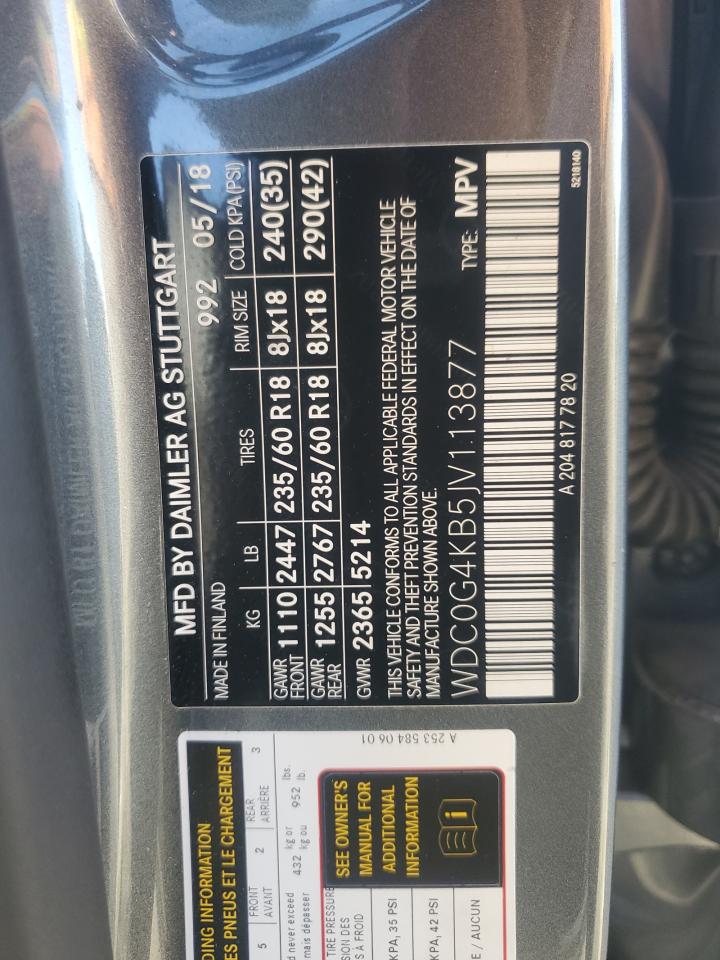 MFD BY DAIMLER AG STUTTGART
MADE IN FINLAND 992 05/18
KG LB TIRES RIM SIZE COLD KPA(PSI)
GAWR FRONT 1110 2447 235/60 R18 8Jx18 240(35)
GAWR REAR 1255 2767 235/60 R18 8Jx18 290(42)
GVWR 2365 5214
THIS VEHICLE CONFORMS TO ALL APPLICABLE FEDERAL MOTOR VEHICLE
SAFETY AND THEFT PREVENTION STANDARDS IN EFFECT ON THE DATE OF
MANUFACTURE SHOWN ABOVE.
WDC0G4KB5JV113877 TYPE: MPV
A 204 817 78 20
5218140
DING INFORMATION
ES PNEUS ET LE CHARGEMENT
5 FRONT AVANT 2 REAR ARRIÈRE 3
d never exceed 432 kg or lbs.
mais dépasser kg ou 952 lb.
TIRE PRESSURE
SION DES
S À FROID
KPA, 35 PSI
KPA, 42 PSI
E / AUCUN
SEE OWNER'S
MANUAL FOR
ADDITIONAL
INFORMATION
A 253 584 06 01